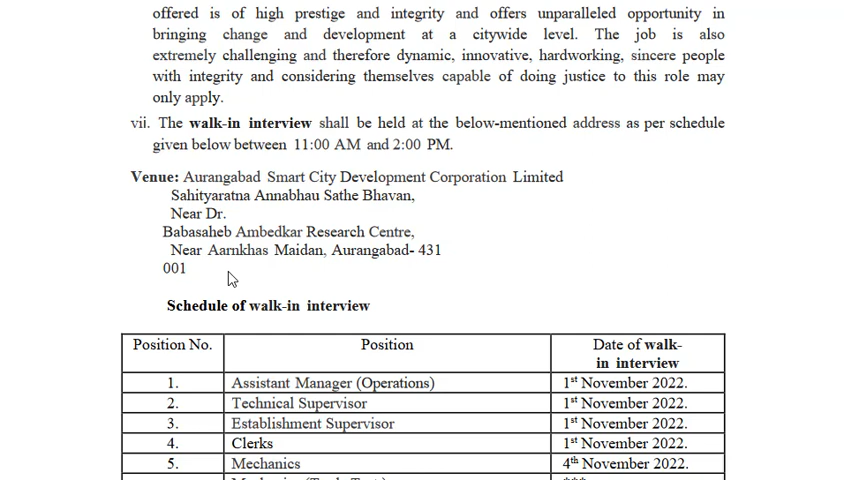 offered is of high prestige and integrity and offers unparalleled opportunity in
bringing change and development at a citywide level. The job is also
extremely challenging and therefore dynamic, innovative, hardworking, sincere people
with integrity and considering themselves capable of doing justice to this role may
only apply.
vii. The walk-in interview shall be held at the below-mentioned address as per schedule
given below between 11:00 AM and 2:00 PM.
Venue: Aurangabad Smart City Development Corporation Limited
Sahityaratna Annabhau Sathe Bhavan,
Near Dr.
Babasaheb Ambedkar Research Centre,
Near Aarnkhas Maidan, Aurangabad- 431
001
Schedule of walk-in interview
Position No. Position Date of walk-
in interview
1. Assistant Manager (Operations) 1st November 2022.
2. Technical Supervisor 1st November 2022.
3. Establishment Supervisor 1st November 2022.
4. Clerks 1st November 2022.
5. Mechanics 4th November 2022.